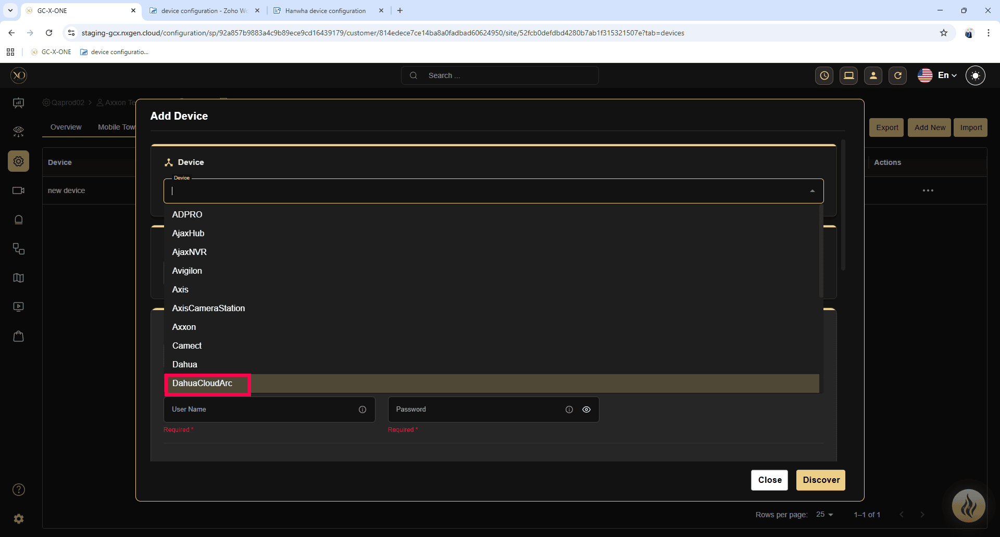 GC-X-ONE
device configuration - Zoho Wo
Hanwha device configuration
staging-gcx.nxgen.cloud/configuration/sp/92a857b9883a4c9b89ece9cd16439179/customer/814edece7ce14ba8a0fadbad60624950/site/52fcb0defdbd4280b7ab1f315321507e?tab=devices
GC-X-ONE
device configuratio...
XO
Search ...
En
Qaprod02
Axxon Te
Add Device
Overview
Mobile Tow
Export
Add New
Import
Device
Device
Actions
Device
new device
ADPRO
AjaxHub
AjaxNVR
Avigilon
Axis
AxisCameraStation
Axxon
Camect
Dahua
DahuaCloudArc
User Name
Password
Required *
Required *
Close
Discover
Rows per page:
25
1–1 of 1